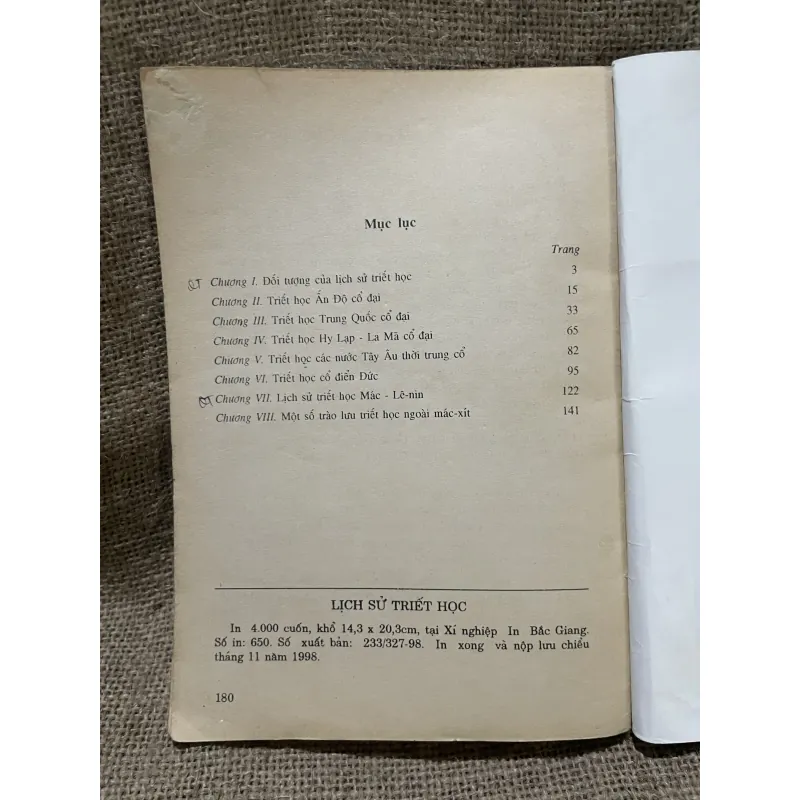 Mục lục
Trang
Chương I. Đối tượng của lịch sử triết học 3
Chương II. Triết học Ấn Độ cổ đại 15
Chương III. Triết học Trung Quốc cổ đại 33
Chương IV. Triết học Hy Lạp - La Mã cổ đại 65
Chương V. Triết học các nước Tây Âu thời trung cổ 82
Chương VI. Triết học cổ điển Đức 95
Chương VII. Lịch sử triết học Mác - Lê-nin 122
Chương VIII. Một số trào lưu triết học ngoài mác-xít 141
LỊCH SỬ TRIẾT HỌC
In 4.000 cuốn, khổ 14,3 x 20,3cm, tại Xí nghiệp In Bắc Giang.
Số in: 650. Số xuất bản: 233/327-98. In xong và nộp lưu chiểu
tháng 11 năm 1998.
180